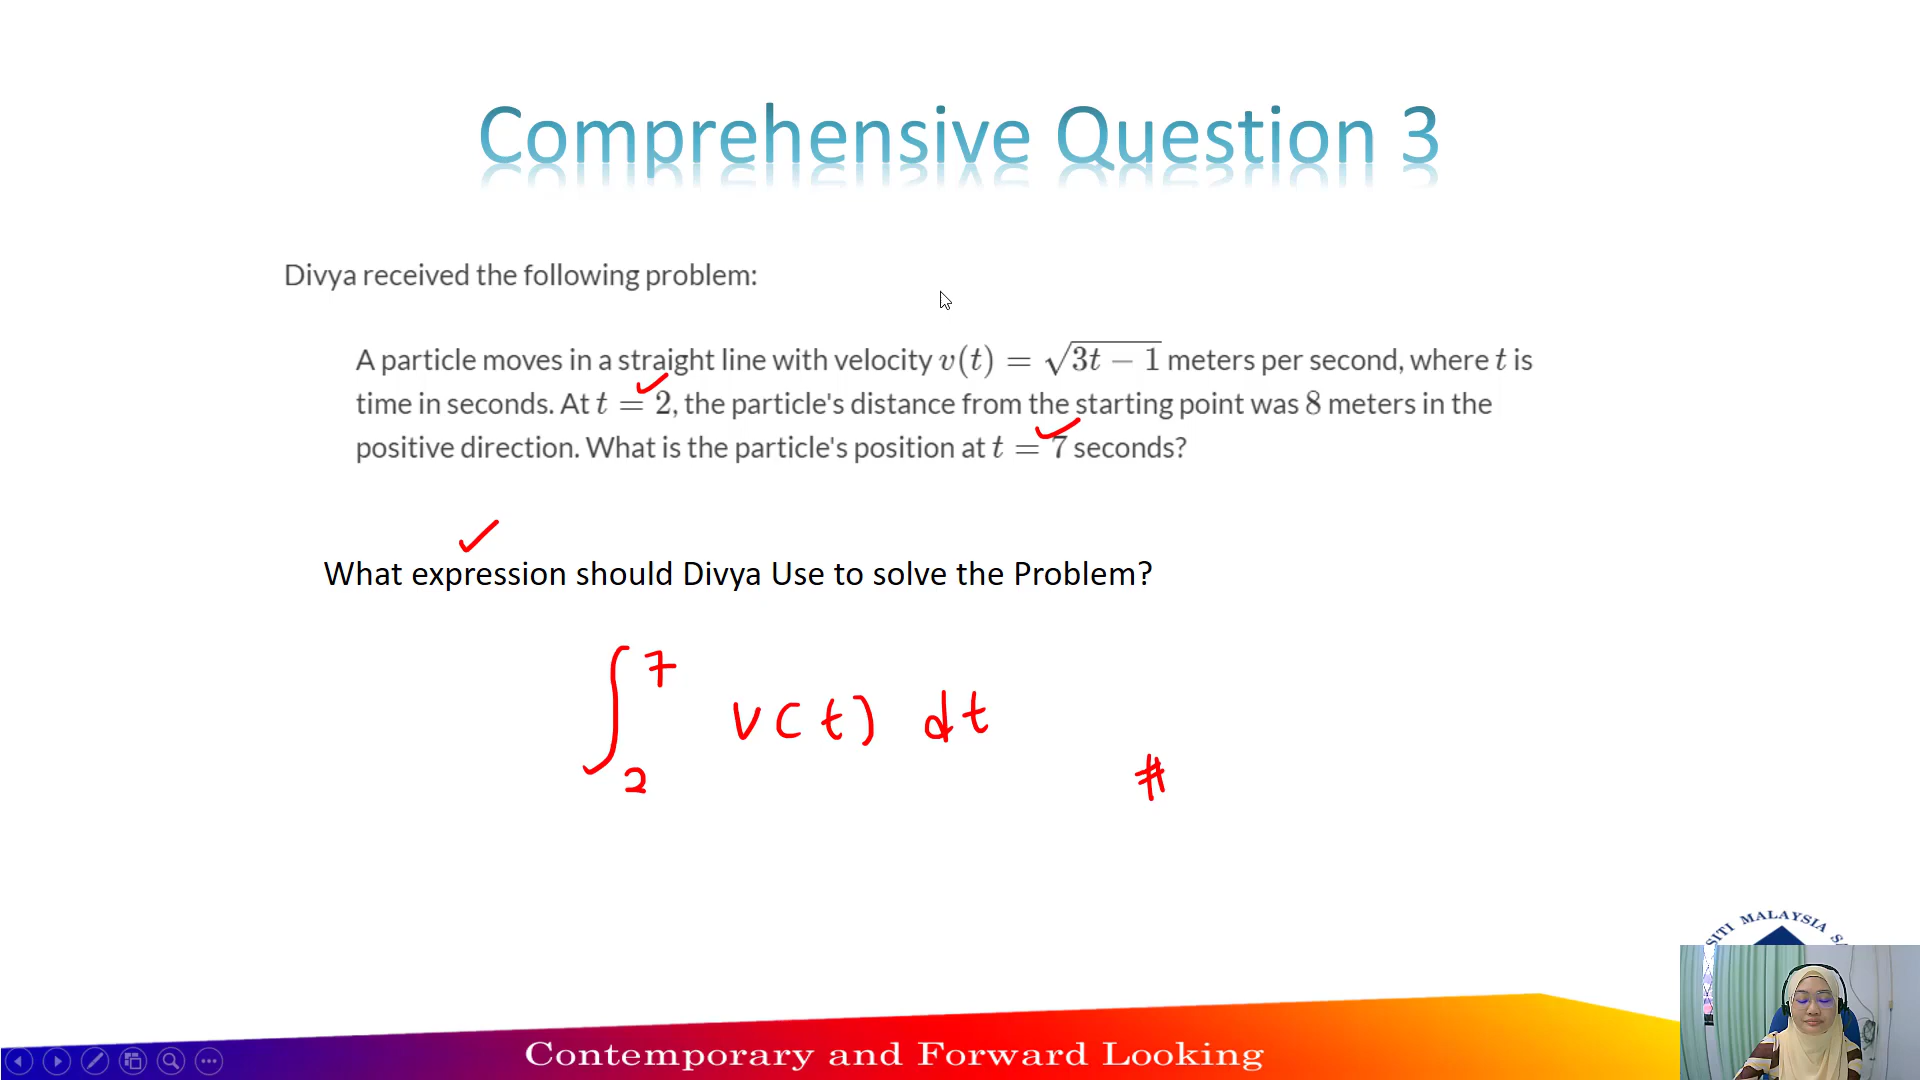 Comprehensive Question 3
Divya received the following problem:
A particle moves in a straight line with velocity v(t) = √3t − 1 meters per second, where t is
time in seconds. At t = 2, the particle's distance from the starting point was 8 meters in the
positive direction. What is the particle's position at t = 7 seconds?
What expression should Divya Use to solve the Problem?
∫₂⁷ v(t) dt
#
SITI MALAYSIA SA
Contemporary and Forward Looking